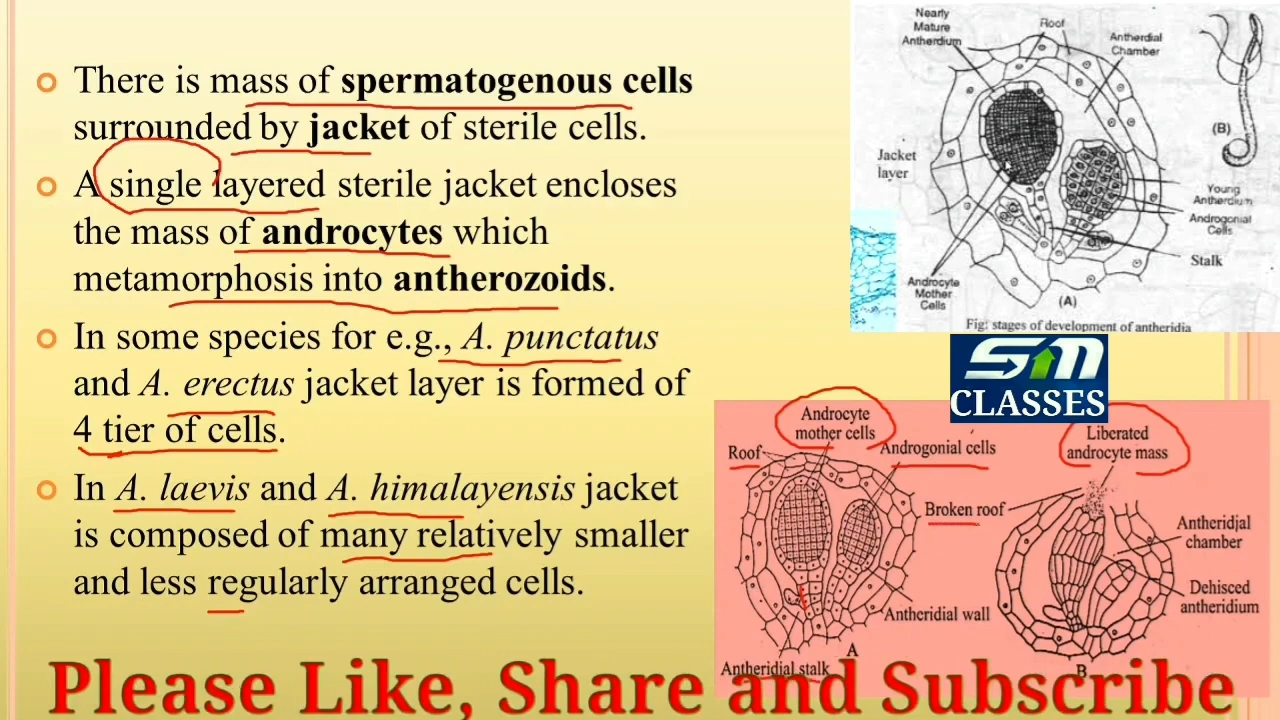 There is mass of spermatogenous cells
surrounded by jacket of sterile cells.
A single layered sterile jacket encloses
the mass of androcytes which
metamorphosis into antherozoids.
In some species for e.g., A. punctatus
and A. erectus jacket layer is formed of
4 tier of cells.
In A. laevis and A. himalayensis jacket
is composed of many relatively smaller
and less regularly arranged cells.
Nearly
Mature
Antherdium
Roof
Antherdial
Chamber
(B)
Jacket
layer
Young
Antherdium
Androgonial
Cells
Stalk
Androcyte
Mother
Cells
(A)
Fig: stages of development of antheridia
SM
CLASSES
Androcyte
mother cells
Roof
Androgonial cells
Liberated
androcyte mass
Broken roof
Antheridial
chamber
Dehisced
antheridium
Antheridial wall
A
Antheridial stalk
B
Please Like, Share and Subscribe